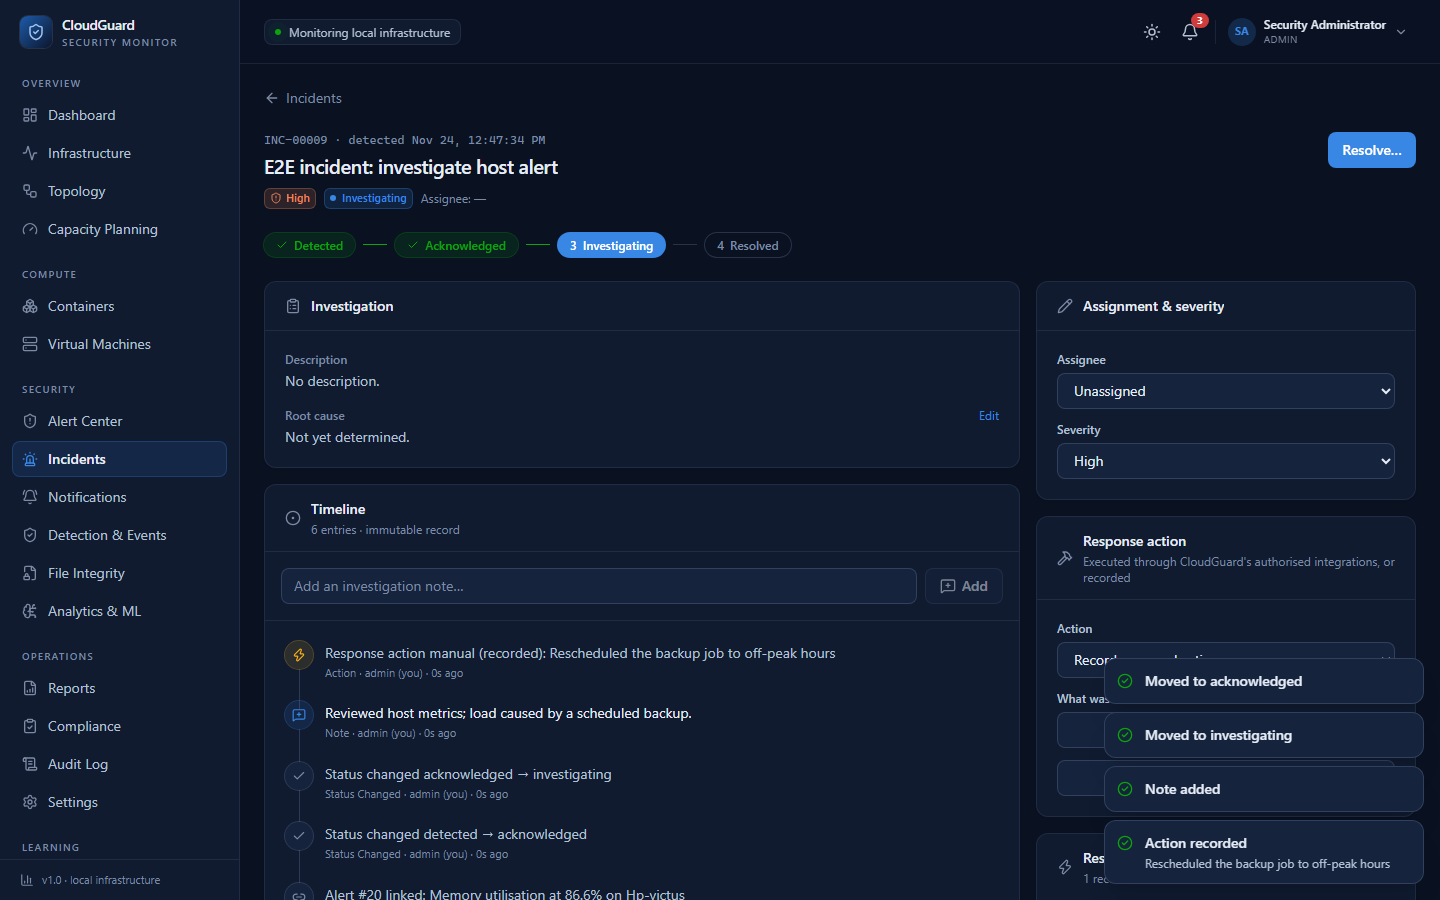 CloudGuard
SECURITY MONITOR
OVERVIEW
Dashboard
Infrastructure
Topology
Capacity Planning
COMPUTE
Containers
Virtual Machines
SECURITY
Alert Center
Incidents
Notifications
Detection & Events
File Integrity
Analytics & ML
OPERATIONS
Reports
Compliance
Audit Log
Settings
LEARNING
v1.0 · local infrastructure
Monitoring local infrastructure
3
SA
Security Administrator
ADMIN
Incidents
INC-00009 · detected Nov 24, 12:47:34 PM
E2E incident: investigate host alert
High
Investigating
Assignee: —
Resolve...
Detected
Acknowledged
3 Investigating
4 Resolved
Investigation
Description
No description.
Root cause
Edit
Not yet determined.
Timeline
6 entries · immutable record
Add an investigation note...
Add
Response action manual (recorded): Rescheduled the backup job to off-peak hours
Action · admin (you) · 0s ago
Reviewed host metrics; load caused by a scheduled backup.
Note · admin (you) · 0s ago
Status changed acknowledged → investigating
Status Changed · admin (you) · 0s ago
Status changed detected → acknowledged
Status Changed · admin (you) · 0s ago
Alert #20 linked: Memory utilisation at 86.6% on Hp-victus
Assignment & severity
Assignee
Unassigned
Severity
High
Response action
Executed through CloudGuard's authorised integrations, or
recorded
Action
What was
1
Moved to acknowledged
Moved to investigating
Note added
Action recorded
Rescheduled the backup job to off-peak hours